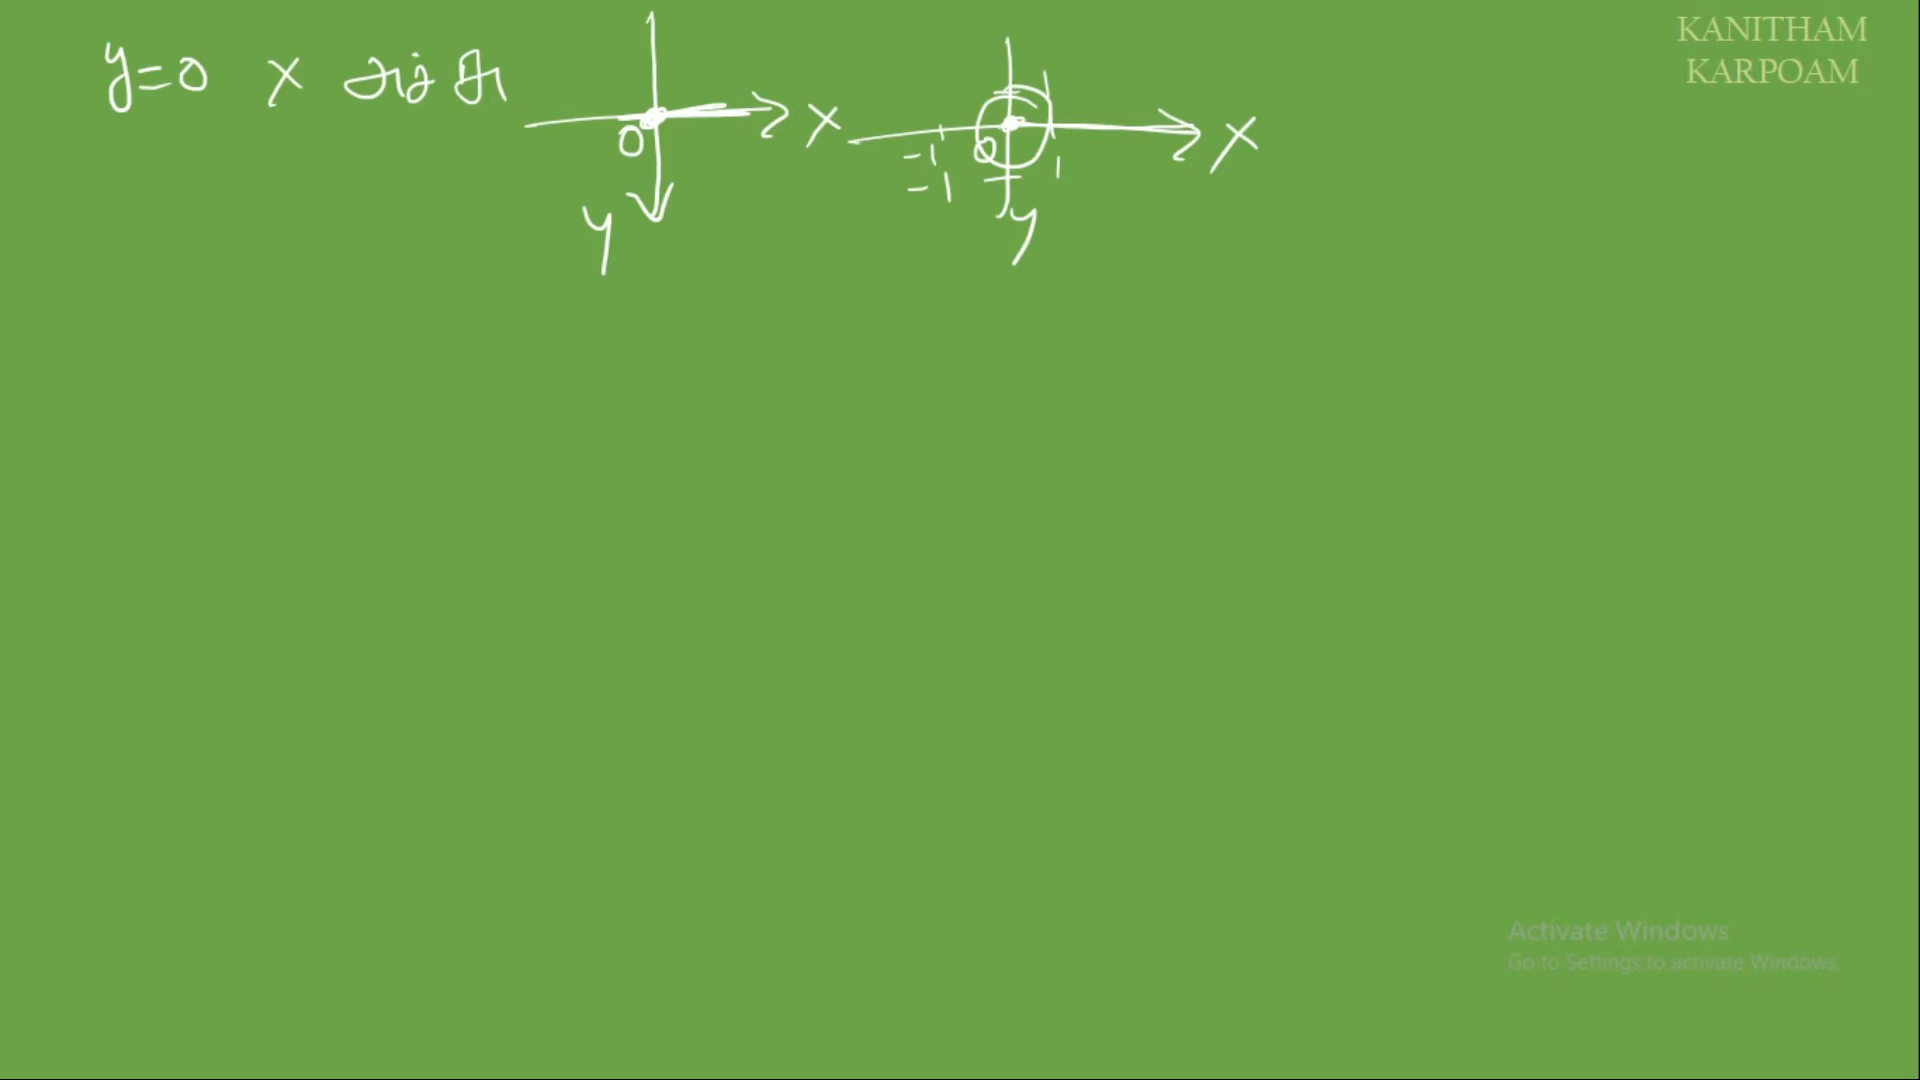 y=0 x அச்சு
0
x
y
-1
-1
0
1
x
y
KANITHAM
KARPOAM
Activate Windows
Go to Settings to activate Windows.